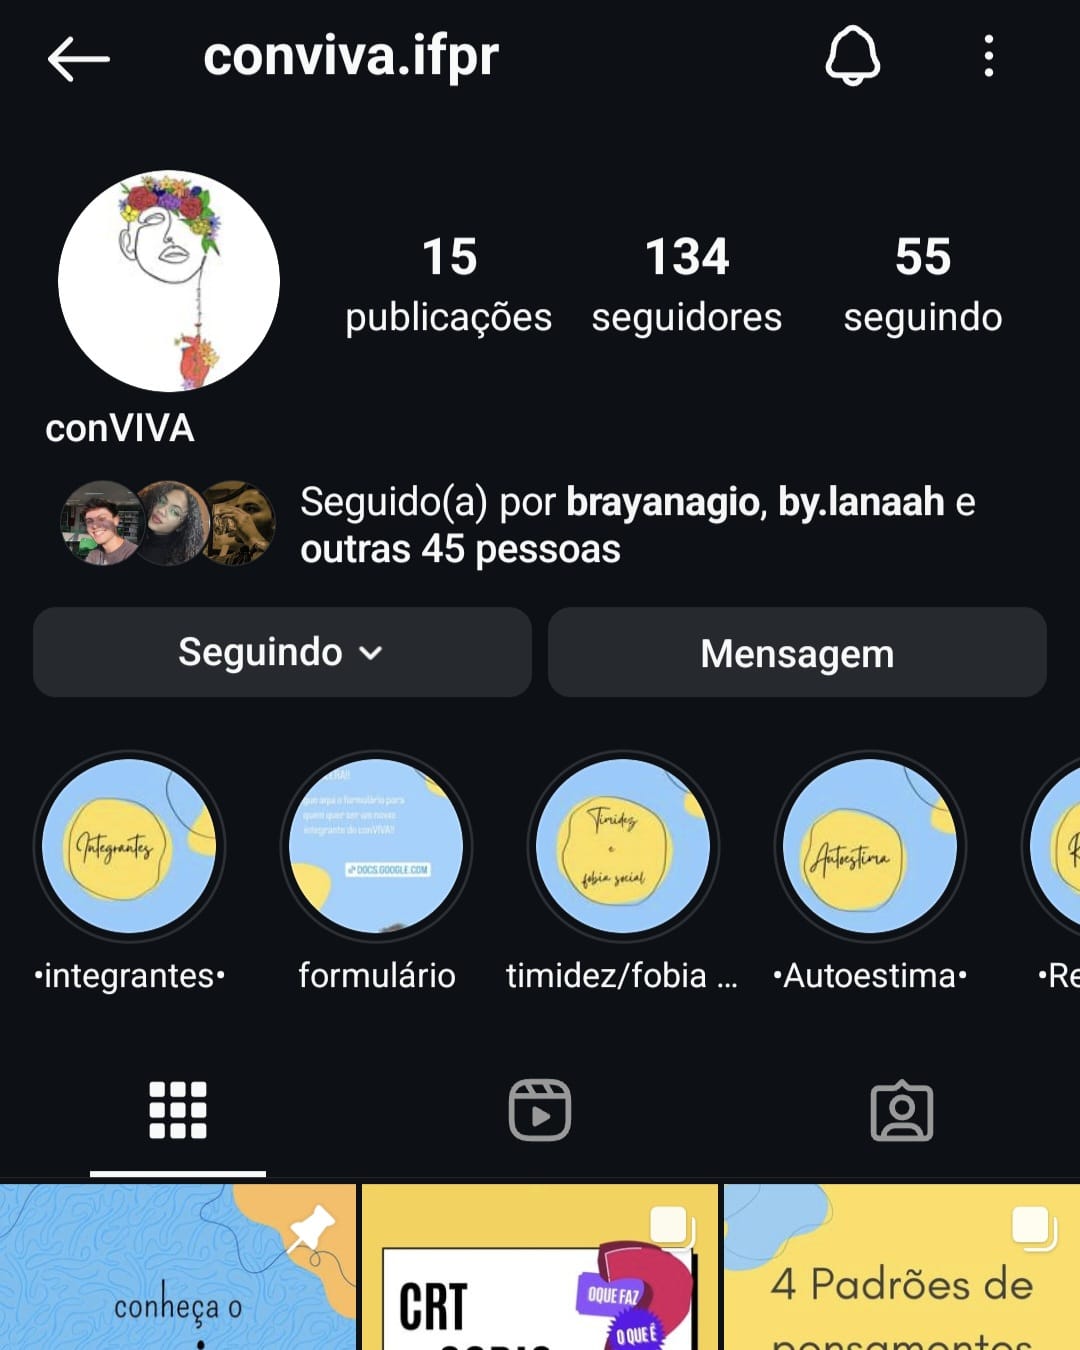 conviva.ifpr
15
134
55
publicações
seguidores
seguindo
conVIVA
Seguido(a) por brayanagio, by.lanaah e
outras 45 pessoas
Seguindo
Mensagem
que aqui o formulário para
quem quer ser um novo
integrante do conVIVA!!
DOCS.GOOGLE.COM
Integrantes
Timidez
e
fobia social
Autoestima
•integrantes•
formulário
timidez/fobia ...
•Autoestima•
•Re
conheça o
CRT
OQUE FAZ
O QUE É
4 Padrões de
pensamentos